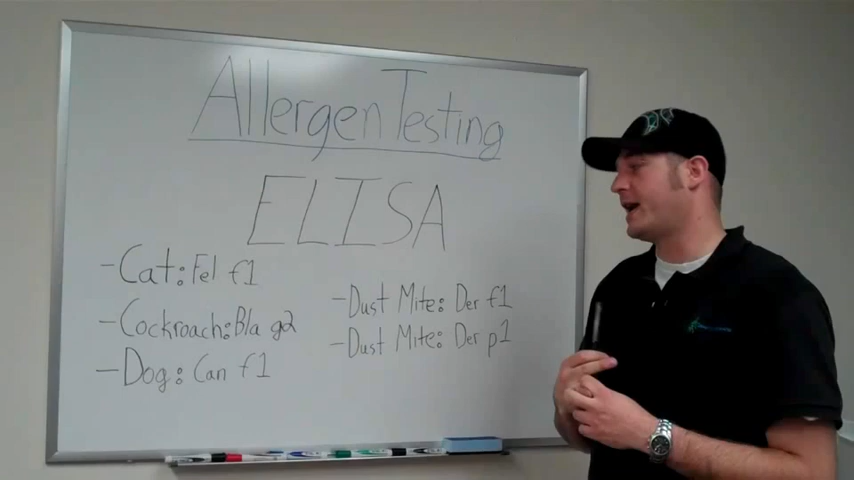 Allergen Testing
ELISA
-Cat: Fel f1
-Cockroach: Bla g2
-Dog: Can f1
-Dust Mite: Der f1
-Dust Mite: Der p1